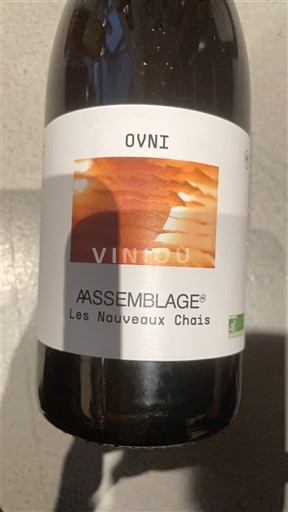 OVNI
VINIOU
AASSEMBLAGE
Les Nouveaux Chais